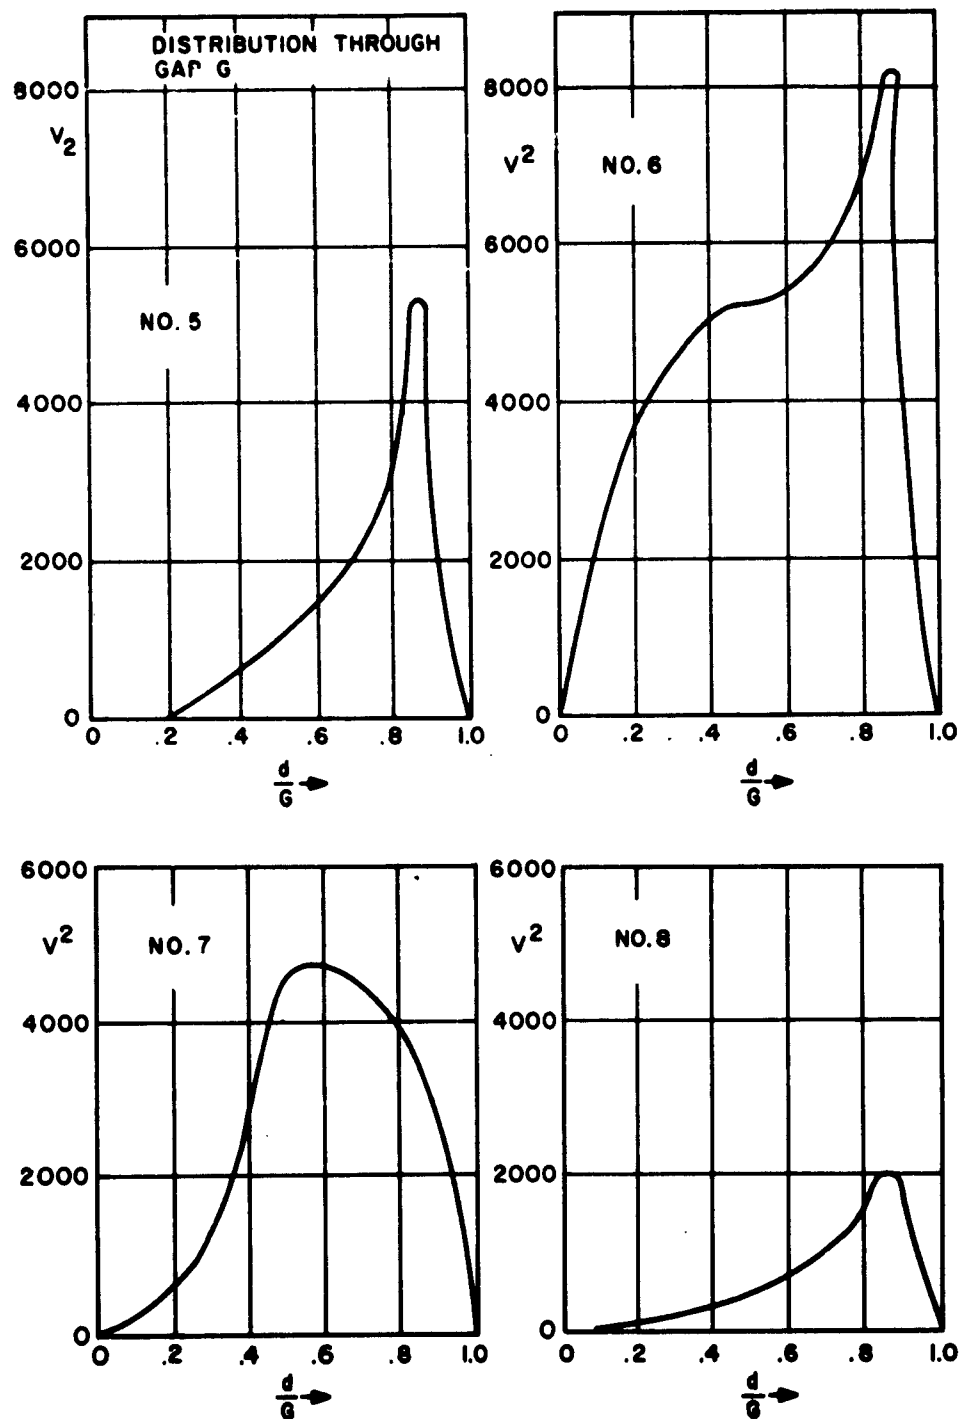 DISTRIBUTION THROUGH
GAP G
8000
V2
6000
NO. 5
4000
2000
0
0 .2 .4 .6 .8 1.0
d/G
8000
V²
NO. 6
6000
4000
2000
0
0 .2 .4 .6 .8 1.0
d/G
6000
V²
NO. 7
4000
2000
0
0 .2 .4 .6 .8 1.0
d/G
6000
V²
NO. 8
4000
2000
0
0 .2 .4 .6 .8 1.0
d/G